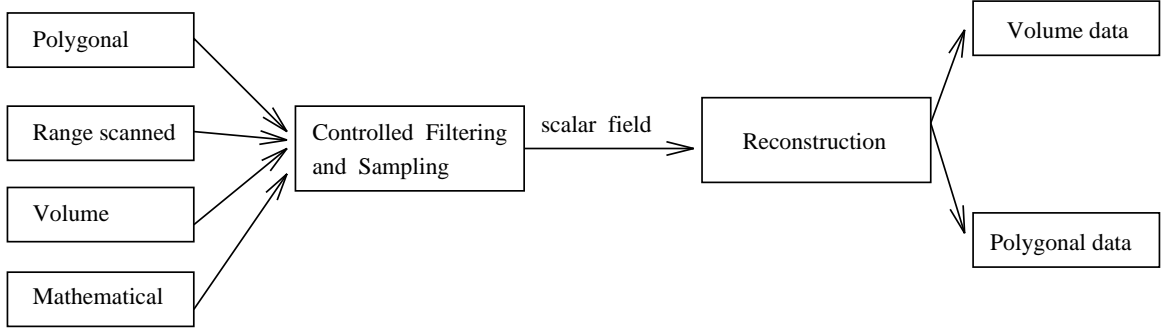 Polygonal
Range scanned
Volume
Mathematical
Controlled Filtering
and Sampling
scalar field
Reconstruction
Volume data
Polygonal data